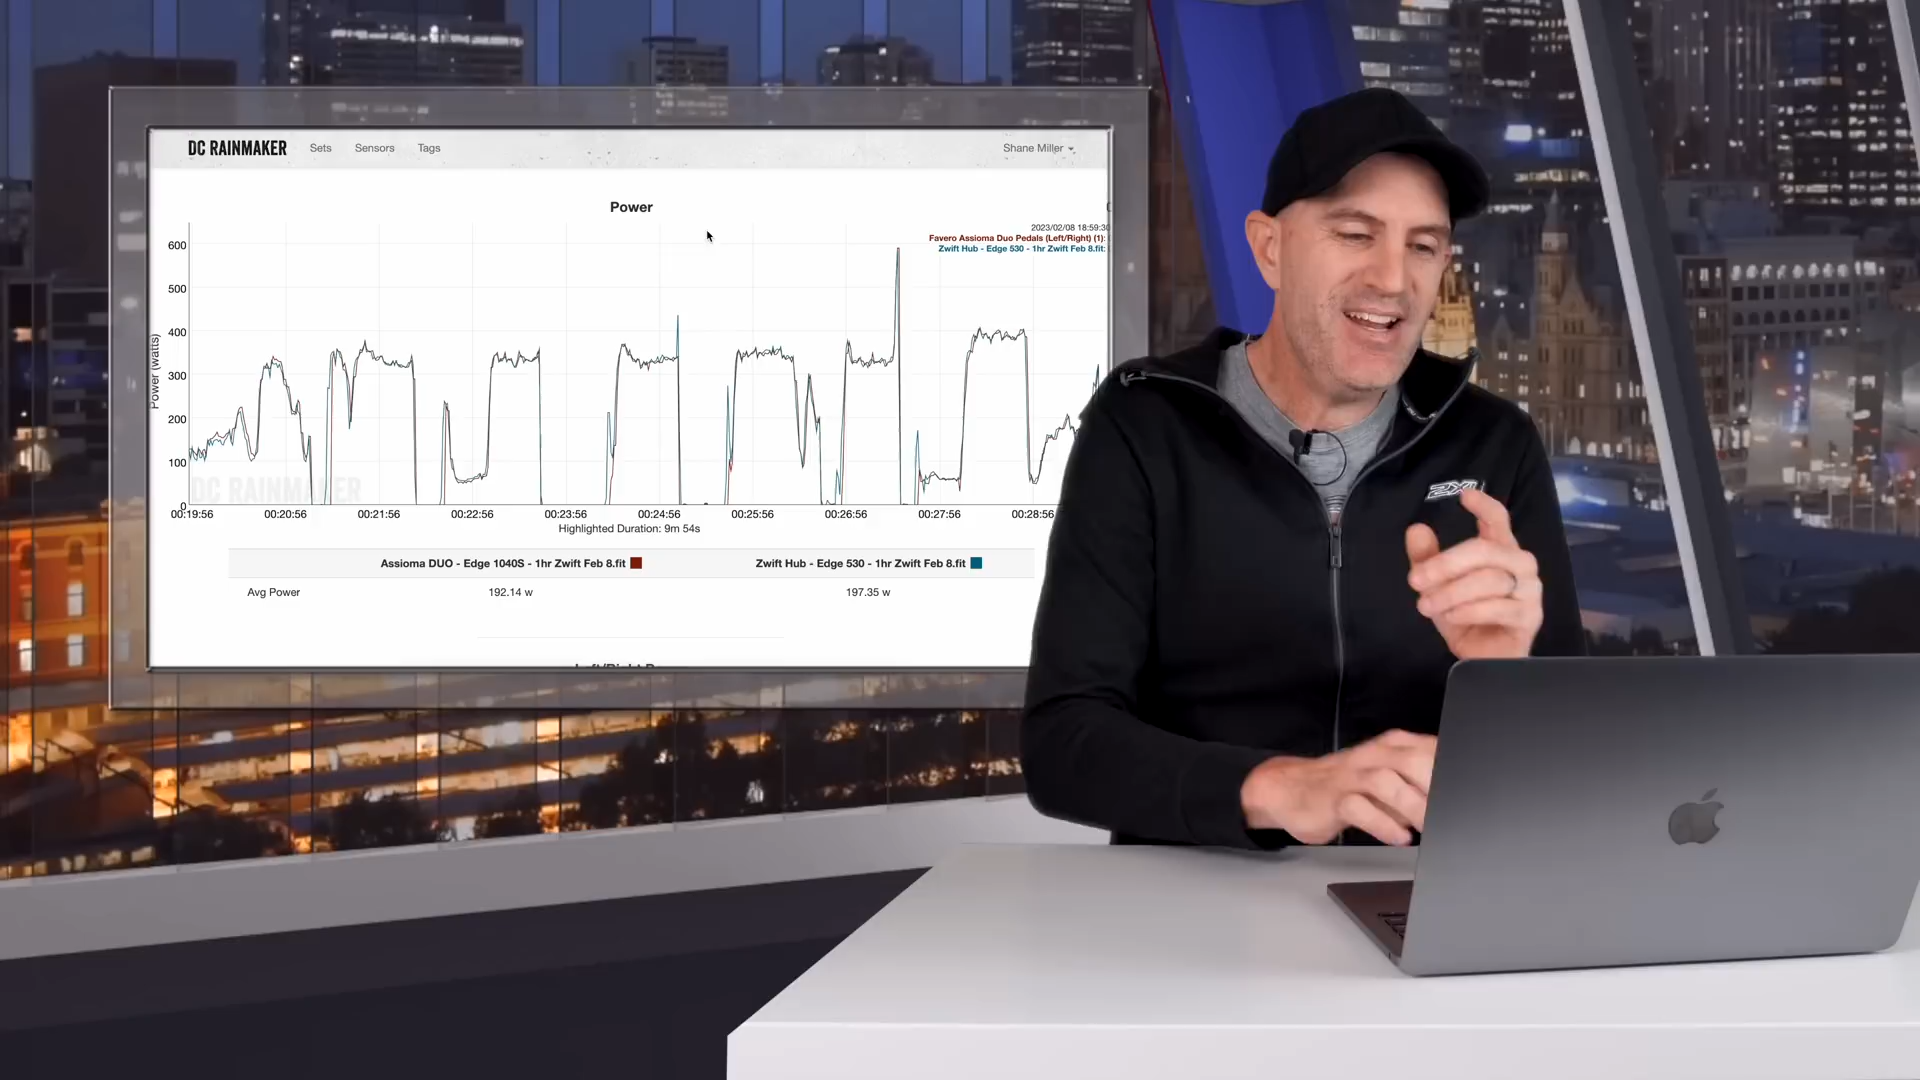 DC RAINMAKER Sets Sensors Tags Shane Miller
Power
2023/02/08 18:59:30
Favero Assioma Duo Pedals (Left/Right) (1):
Zwift Hub - Edge 530 - 1hr Zwift Feb 8.fit:
Power (watts)
600
500
400
300
200
100
0
DC RAINMAKER
00:19:56 00:20:56 00:21:56 00:22:56 00:23:56 00:24:56 00:25:56 00:26:56 00:27:56 00:28:56
Highlighted Duration: 9m 54s
Assioma DUO - Edge 1040S - 1hr Zwift Feb 8.fit Zwift Hub - Edge 530 - 1hr Zwift Feb 8.fit
Avg Power 192.14 w 197.35 w
2XU